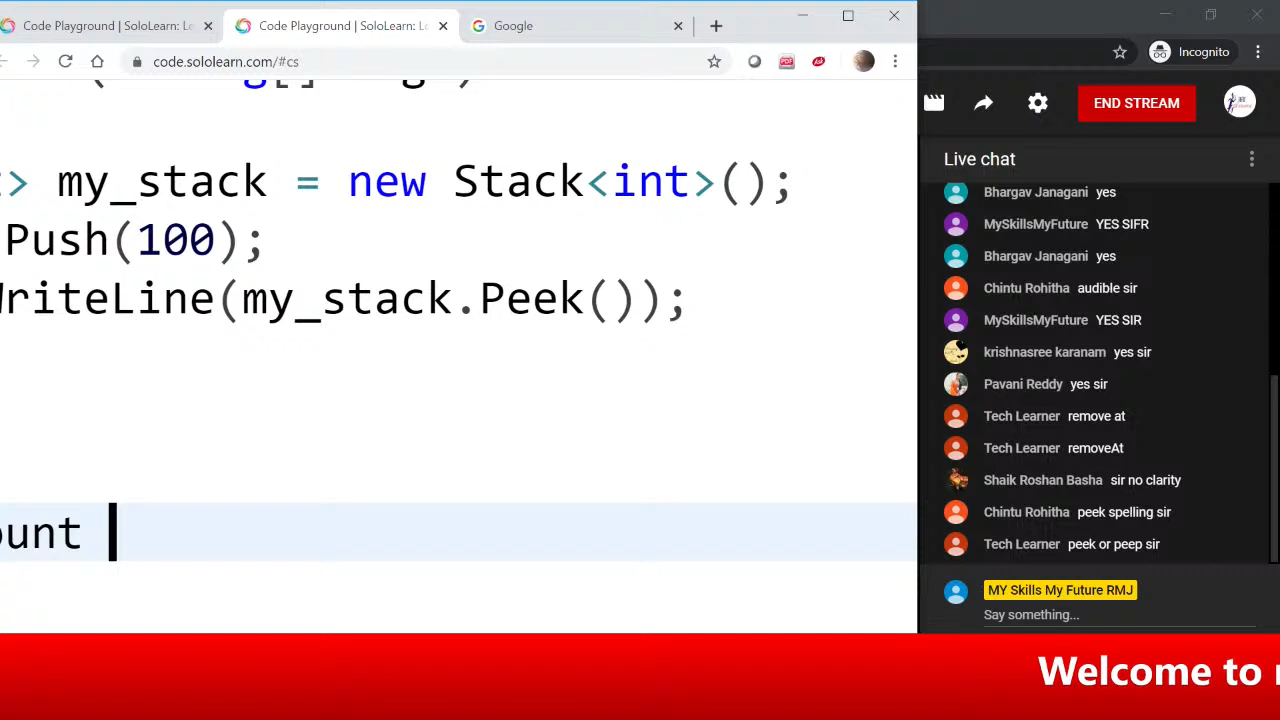 Code Playground | SoloLearn: Le
Code Playground | SoloLearn: Le
Google
code.sololearn.com/#cs
PDF
Ask
Incognito
END STREAM
Live chat
> my_stack = new Stack<int>();
Push(100);
WriteLine(my_stack.Peek());
ount
Bhargav Janagani yes
MySkillsMyFuture YES SIFR
Bhargav Janagani yes
Chintu Rohitha audible sir
MySkillsMyFuture YES SIR
krishnasree karanam yes sir
Pavani Reddy yes sir
Tech Learner remove at
Tech Learner removeAt
Shaik Roshan Basha sir no clarity
Chintu Rohitha peek spelling sir
Tech Learner peek or peep sir
MY Skills My Future RMJ
Say something...
Welcome to